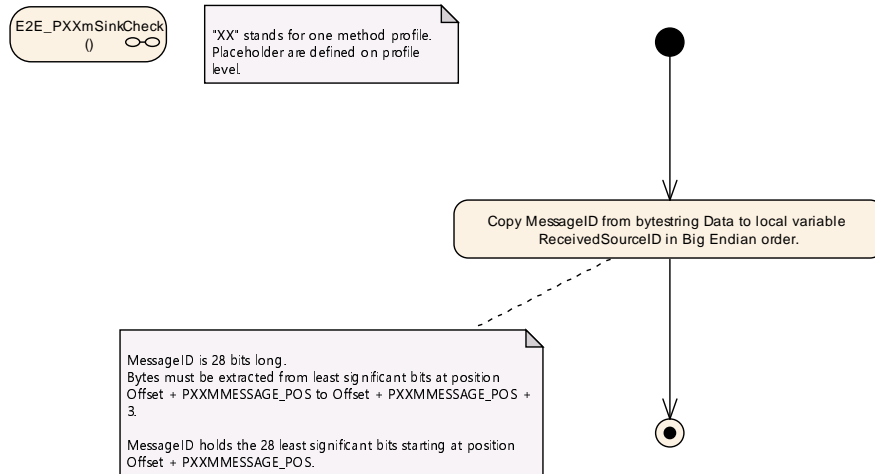 E2E_PXXmSinkCheck
()
"XX" stands for one method profile.
Placeholder are defined on profile
level.
Copy MessageID from bytestring Data to local variable
ReceivedSourceID in Big Endian order.
MessageID is 28 bits long.
Bytes must be extracted from least significant bits at position
Offset + PXXMMESSAGE_POS to Offset + PXXMMESSAGE_POS +
3.
MessageID holds the 28 least significant bits starting at position
Offset + PXXMMESSAGE_POS.